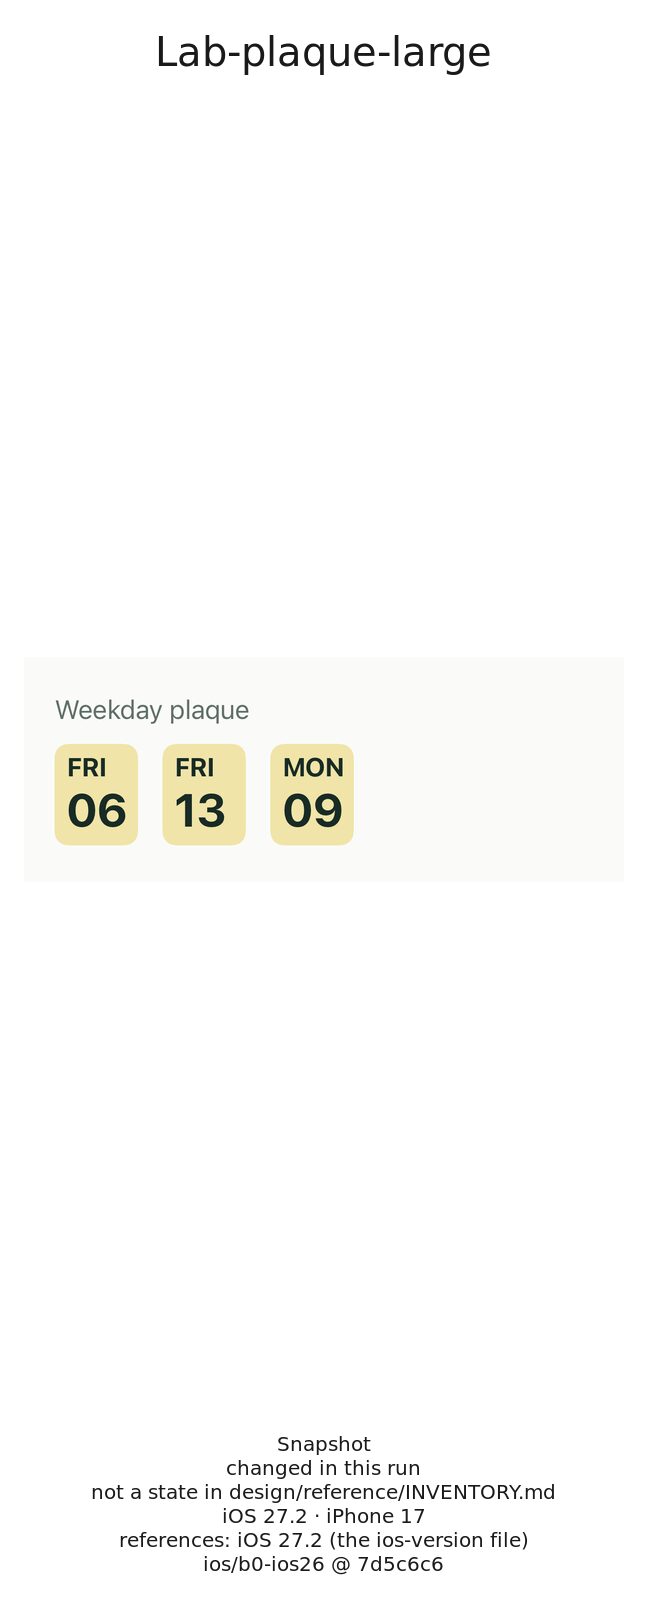 Lab-plaque-large
Weekday plaque
FRI FRI MON
06 13 09
Snapshot
changed in this run
not a state in design/reference/INVENTORY.md
iOS 27.2 · iPhone 17
references: iOS 27.2 (the ios-version file)
ios/b0-ios26 @ 7d5c6c6